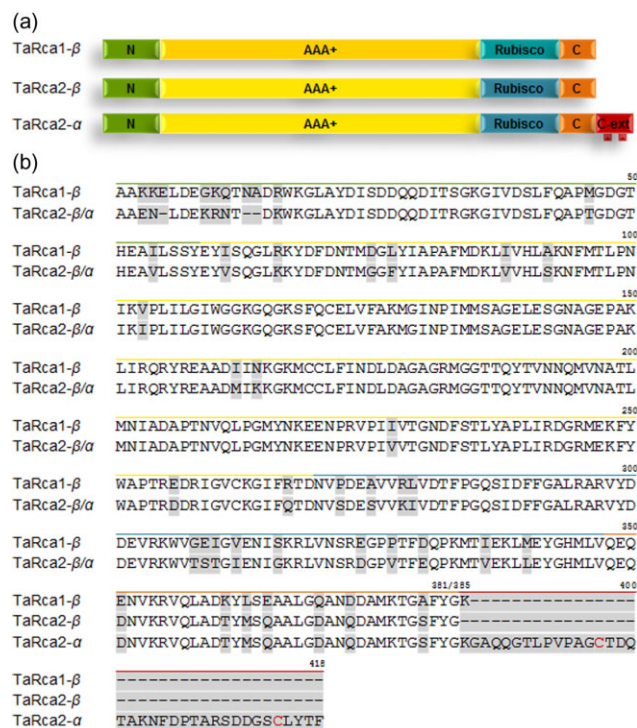 (a)
TaRca1-β N AAA+ Rubisco C
TaRca2-β N AAA+ Rubisco C
TaRca2-α N AAA+ Rubisco C C-ext
(b)
50
TaRca1-β AAKKELDEGKQTNADRWKGLAYDISDDQQDITSGKGIVDSLFQAPMGDGT
TaRca2-β/α AAEN-LDEKRNT--DKWKGLAYDISDDQQDITRGKGIVDSLFQAPTGDGT
100
TaRca1-β HEAILSSYEYISQGLRKYDFDNTMDGLYIAPAFMDKLIVHLAKNFMTLPN
TaRca2-β/α HEAVLSSYEYVSQGLKKYDFDNTMGGFYIAPAFMDKLVVHLSKNFMTLPN
150
TaRca1-β IKVPLILGIWGGKGQGKSFQCELVFAKMGINPIMMSAGELESGNAGEPAK
TaRca2-β/α IKIPLILGIWGGKGQGKSFQCELVFAKMGINPIMMSAGELESGNAGEPAK
200
TaRca1-β LIRQRYREAADIINKGKMCCLFINDLDAGAGRMGGTTQYTVNNQMVNATL
TaRca2-β/α LIRQRYREAADMIKKGKMCCLFINDLDAGAGRMGGTTQYTVNNQMVNATL
250
TaRca1-β MNIADAPTNVQLPGMYNKEENPRVPIIVTGNDFSTLYAPLIRDGRMEKFY
TaRca2-β/α MNIADAPTNVQLPGMYNKEENPRVPIVVTGNDFSTLYAPLIRDGRMEKFY
300
TaRca1-β WAPTREDRIGVCKGIFRTDNVPDEAVVRLVDTFPGQSIDFFGALRARVYD
TaRca2-β/α WAPTRDDRIGVCKGIFQTDNVSDESVVKIVDTFPGQSIDFFGALRARVYD
350
TaRca1-β DEVRKWVGEIGVENISKRLVNSREGPPTFDQPKMTIEKLMEYGHMLVQEQ
TaRca2-β/α DEVRKWVTSTGIENIGKRLVNSRDGPVTFEQPKMTVEKLLEYGHMLVQEQ
381/385 400
TaRca1-β ENVKRVQLADKYLSEAALGQANDDAMKTGAFYGK---------------
TaRca2-β DNVKRVQLADTYMSQAALGDANQDAMKTGSFYG----------------
TaRca2-α DNVKRVQLADTYMSQAALGDANQDAMKTGSFYGKGAQQGTLPVPAGCTDQ
418
TaRca1-β ------------------
TaRca2-β ------------------
TaRca2-α TAKNFDPTARSDDGSCLYTF